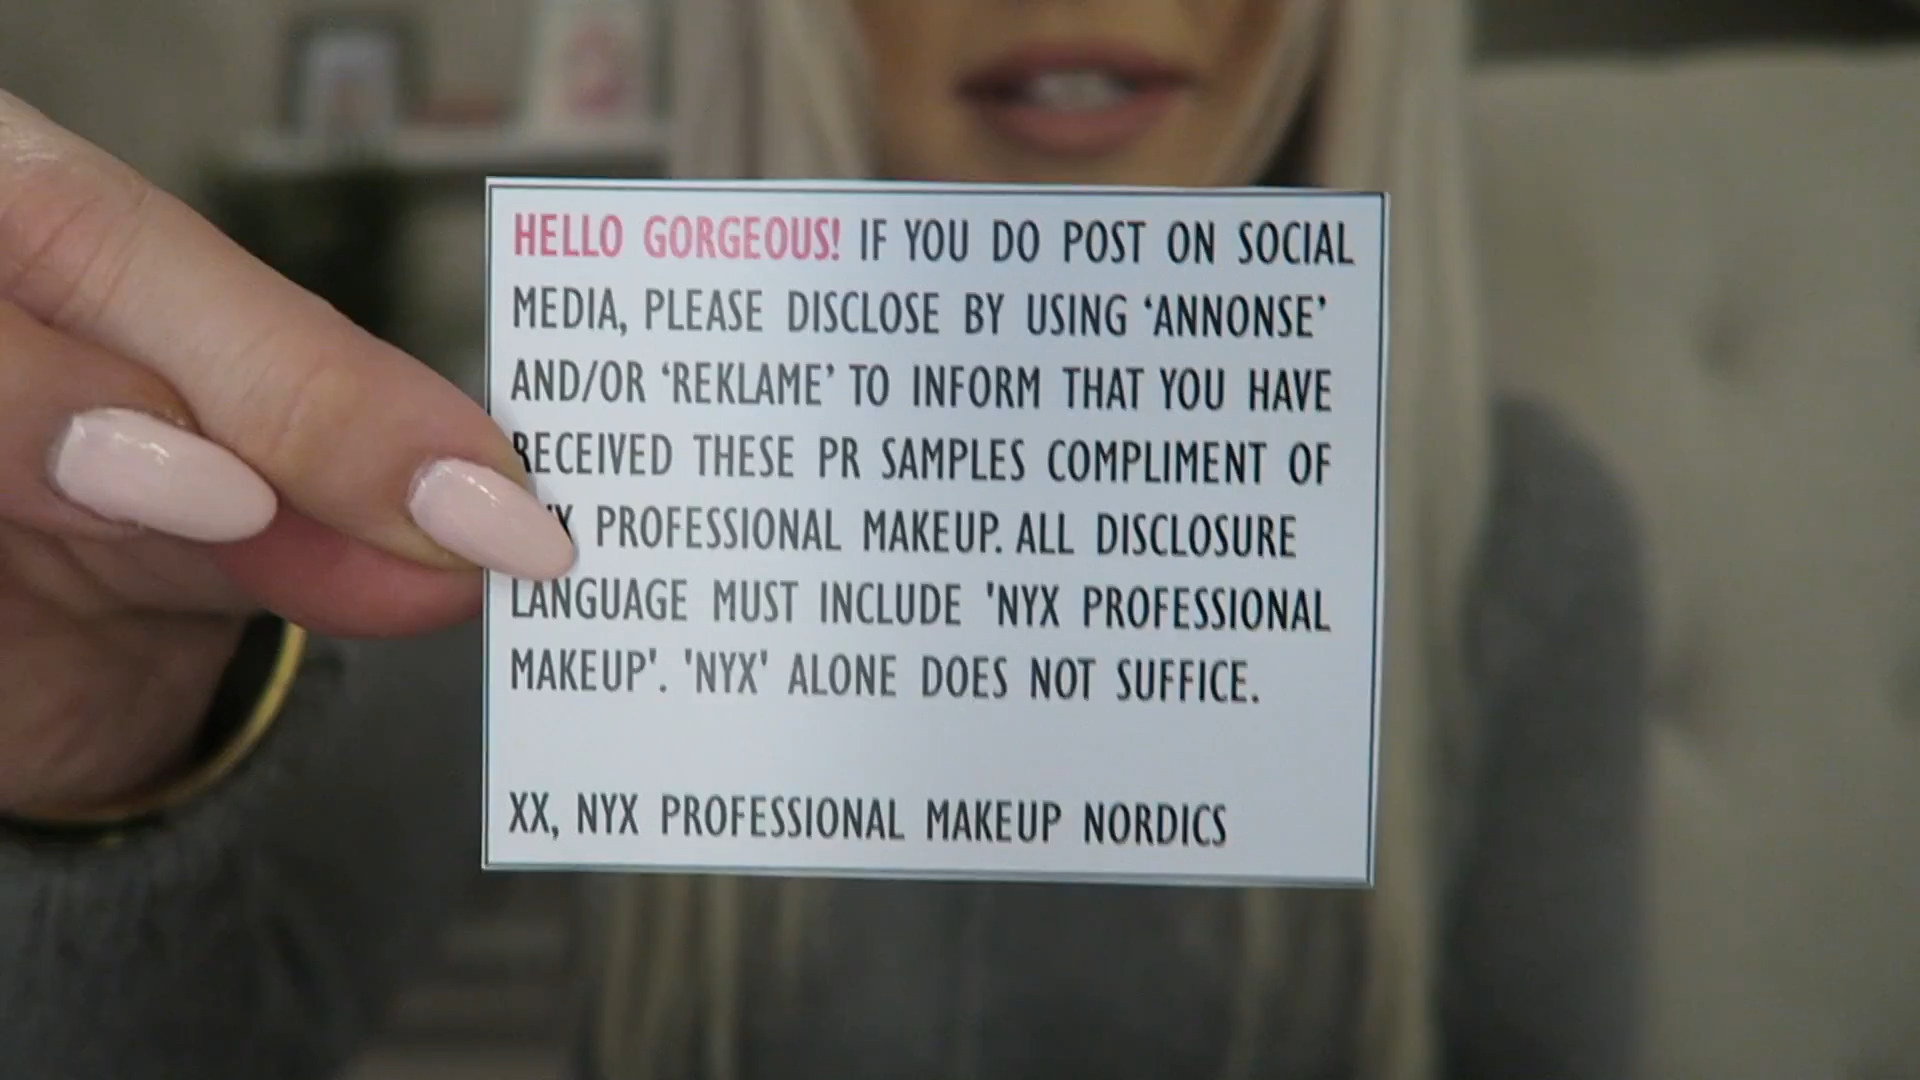 HELLO GORGEOUS! IF YOU DO POST ON SOCIAL
MEDIA, PLEASE DISCLOSE BY USING ‘ANNONSE’
AND/OR ‘REKLAME’ TO INFORM THAT YOU HAVE
RECEIVED THESE PR SAMPLES COMPLIMENT OF
PROFESSIONAL MAKEUP. ALL DISCLOSURE
LANGUAGE MUST INCLUDE 'NYX PROFESSIONAL
MAKEUP'. 'NYX' ALONE DOES NOT SUFFICE.
XX, NYX PROFESSIONAL MAKEUP NORDICS